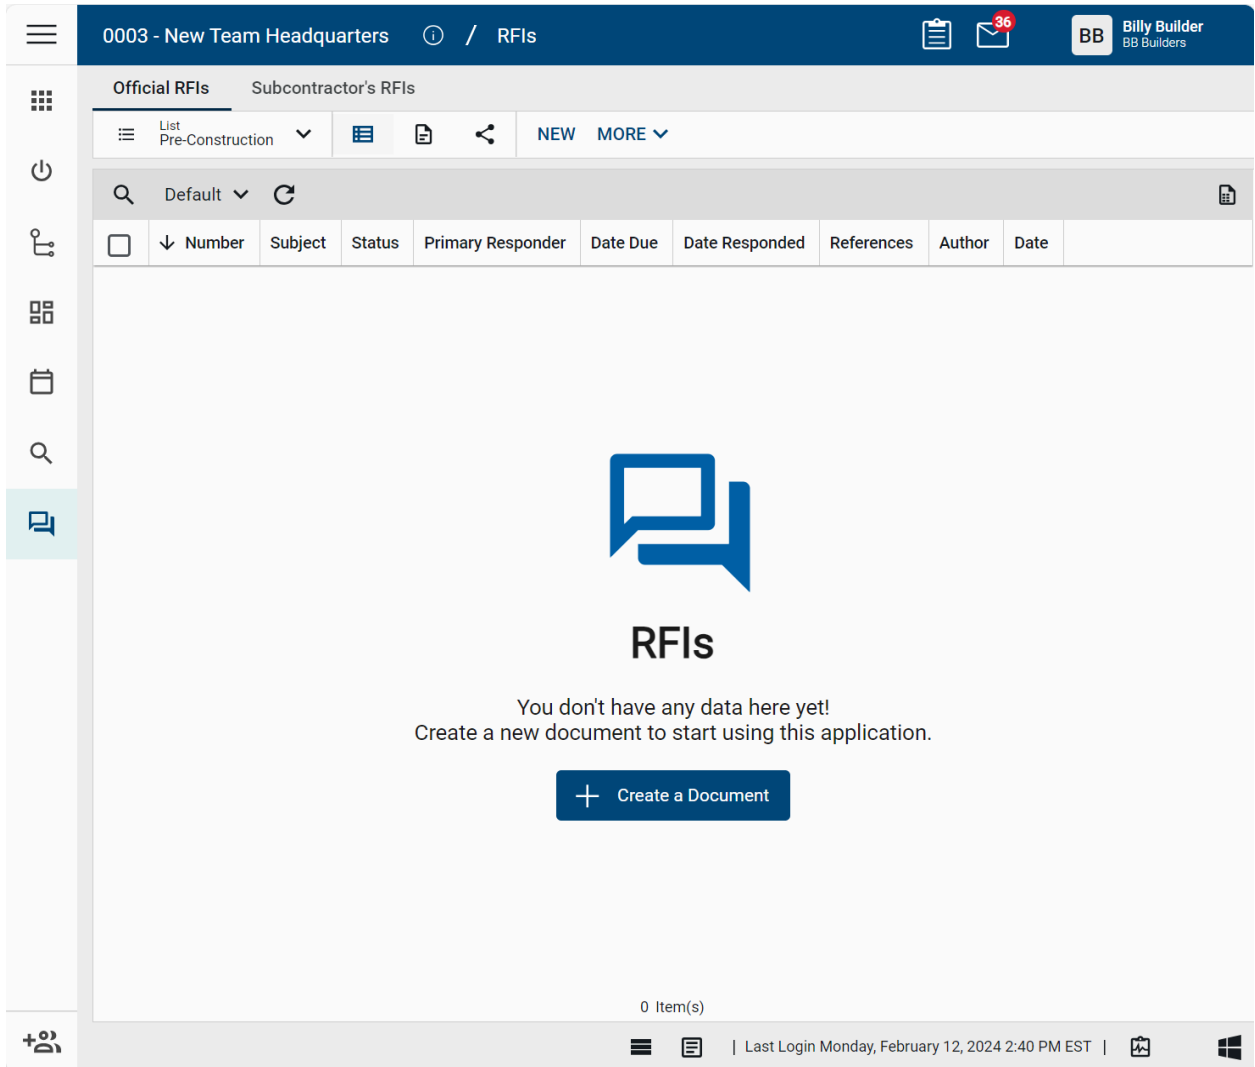 0003 - New Team Headquarters / RFIs
36
BB
Billy Builder
BB Builders
Official RFIs Subcontractor's RFIs
List
Pre-Construction
NEW MORE
Default
Number Subject Status Primary Responder Date Due Date Responded References Author Date
RFIs
You don't have any data here yet!
Create a new document to start using this application.
Create a Document
0 Item(s)
| Last Login Monday, February 12, 2024 2:40 PM EST |